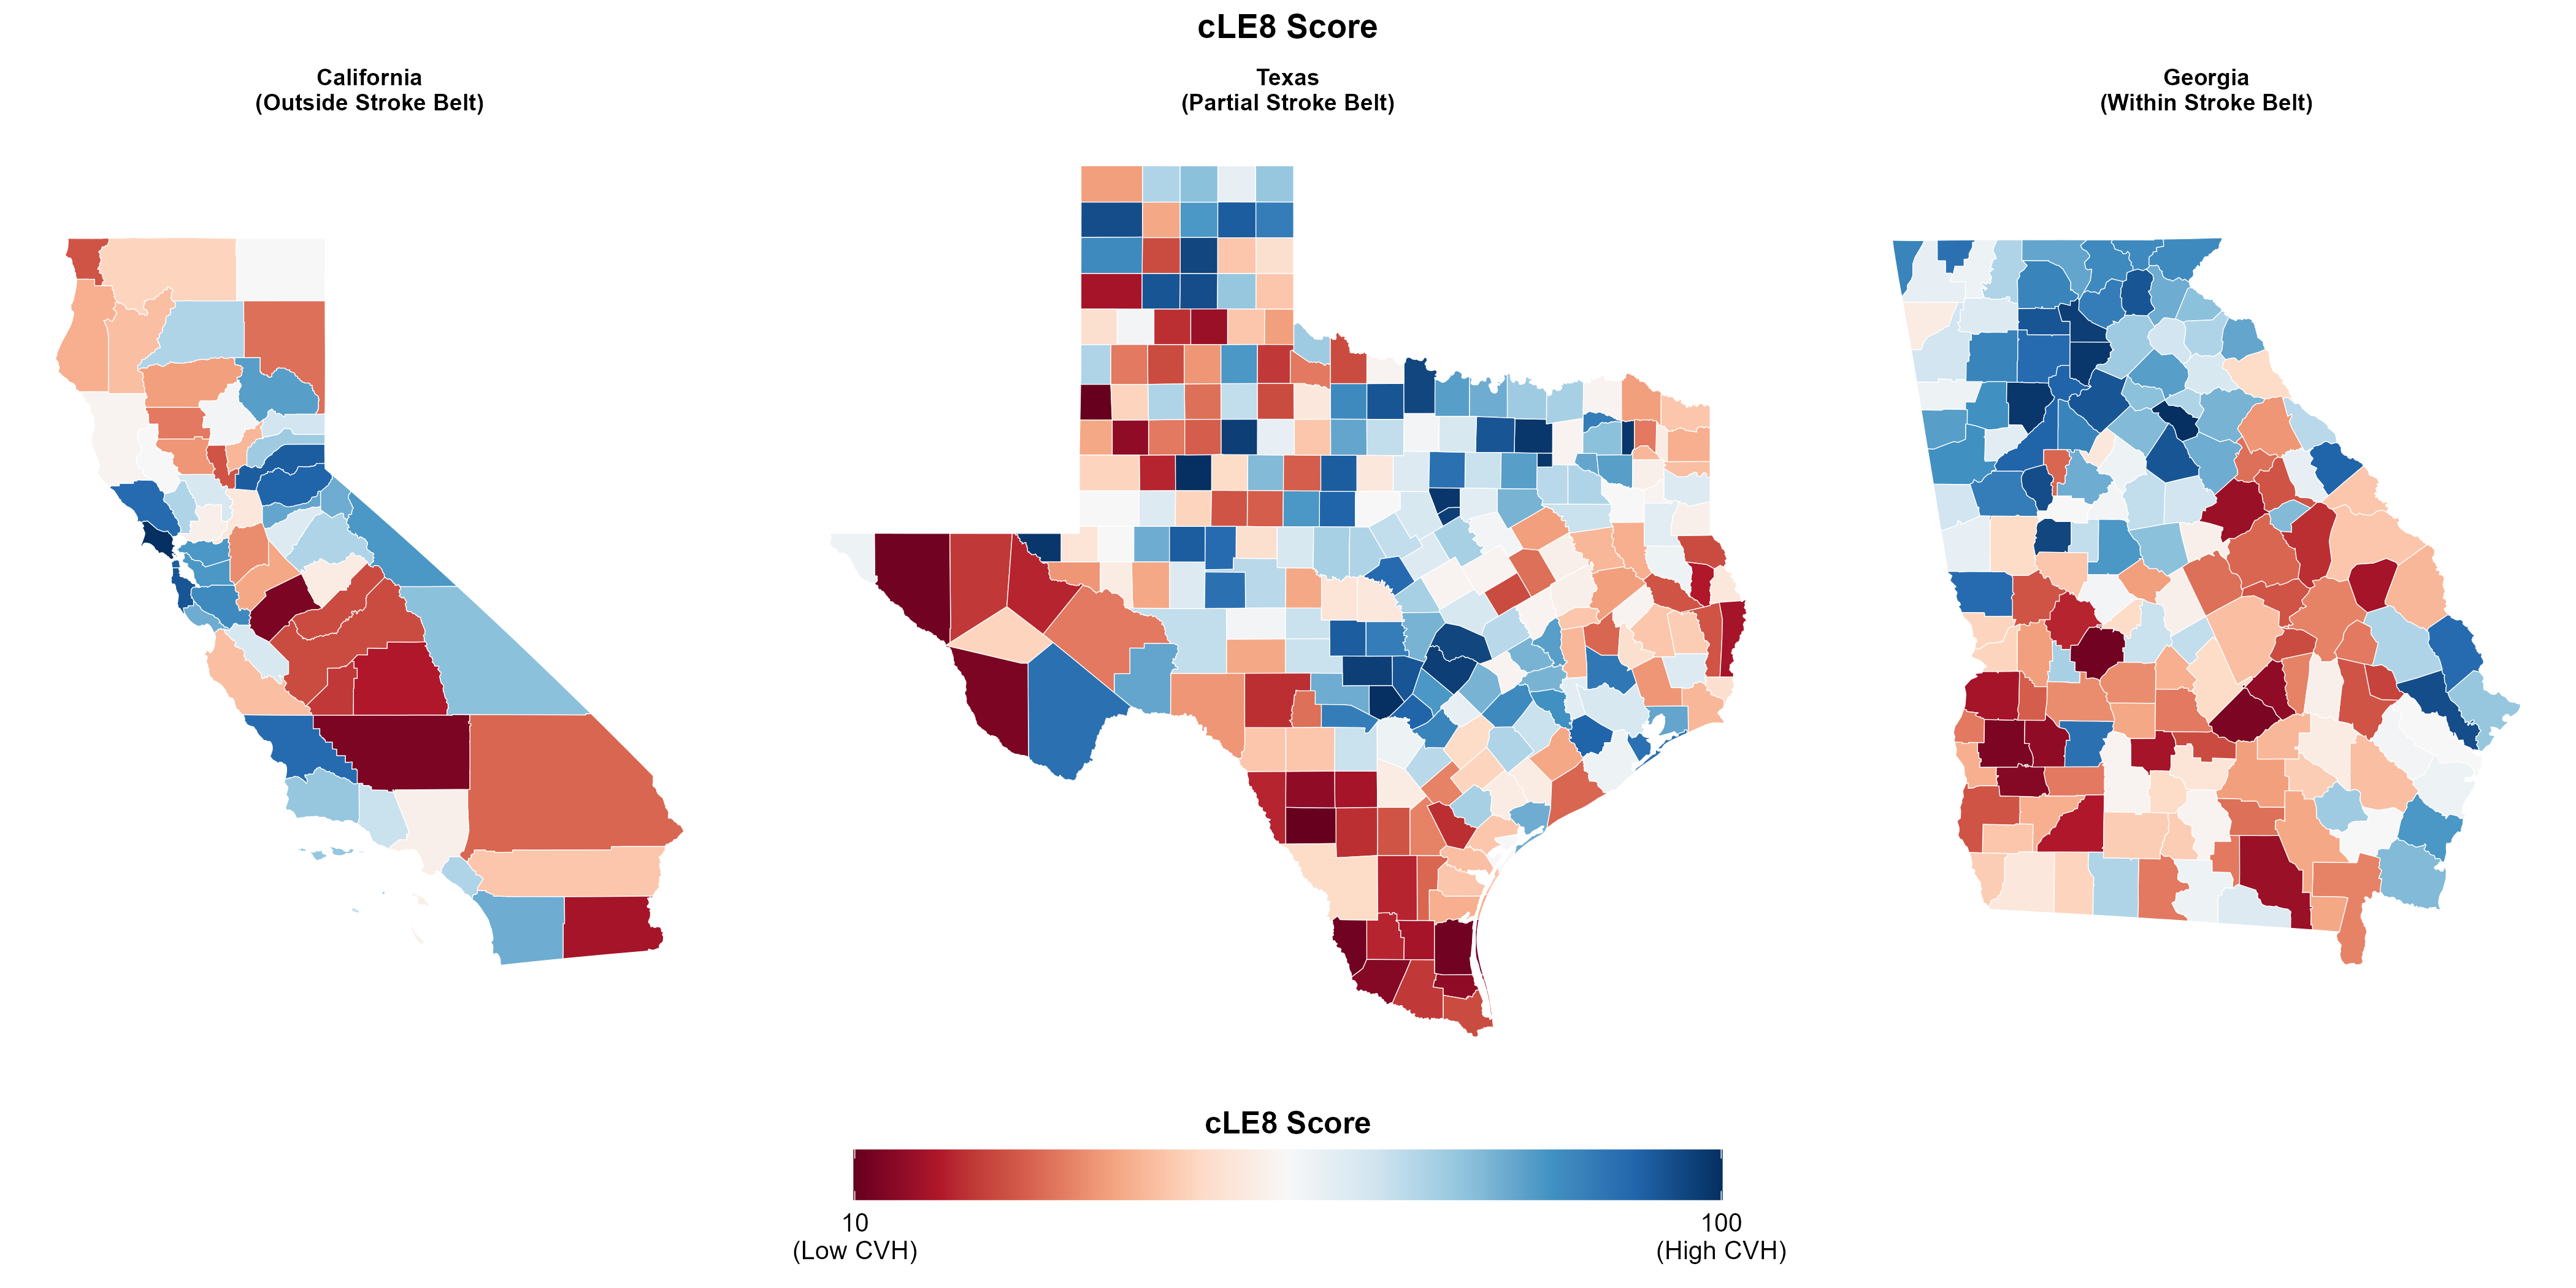 cLE8 Score
California
(Outside Stroke Belt)
Texas
(Partial Stroke Belt)
Georgia
(Within Stroke Belt)
cLE8 Score
10
(Low CVH)
100
(High CVH)